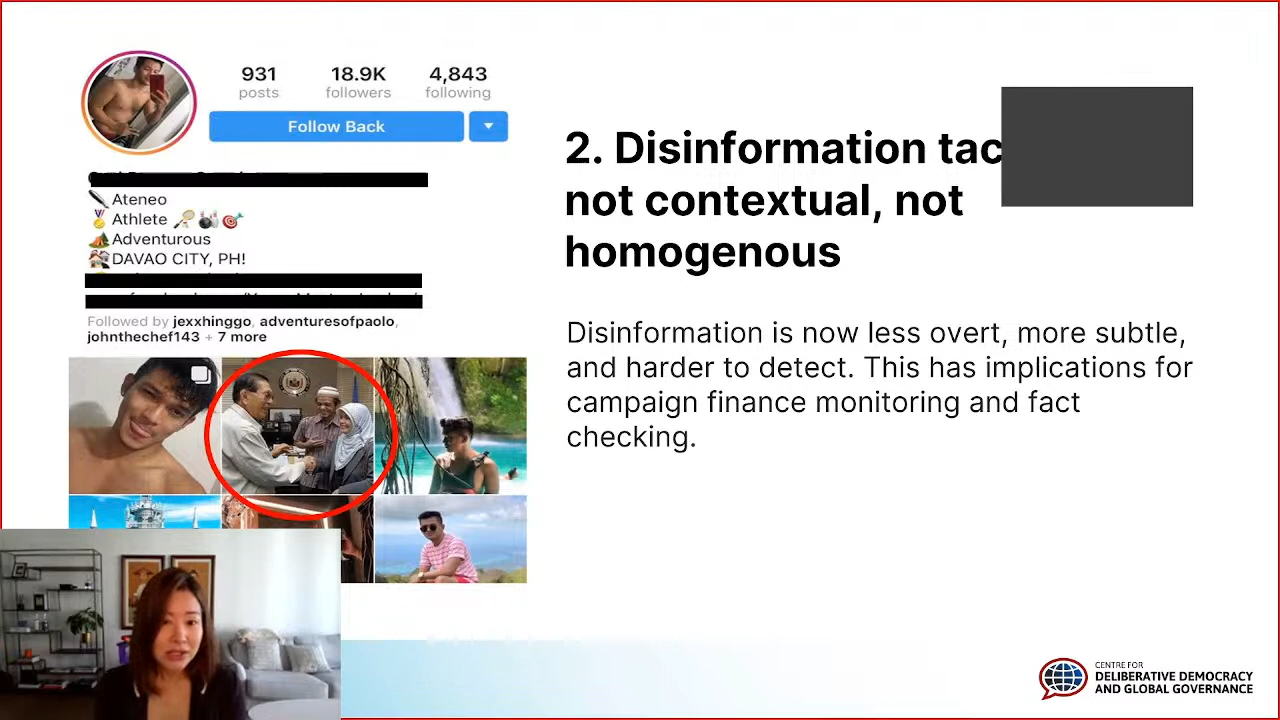 931 18.9K 4,843
posts followers following
Follow Back
Ateneo
Athlete
Adventurous
DAVAO CITY, PH!
Followed by jexxhinggo, adventuresofpaolo,
johnthechef143 + 7 more
2. Disinformation tac
not contextual, not
homogenous
Disinformation is now less overt, more subtle,
and harder to detect. This has implications for
campaign finance monitoring and fact
checking.
CENTRE FOR
DELIBERATIVE DEMOCRACY
AND GLOBAL GOVERNANCE